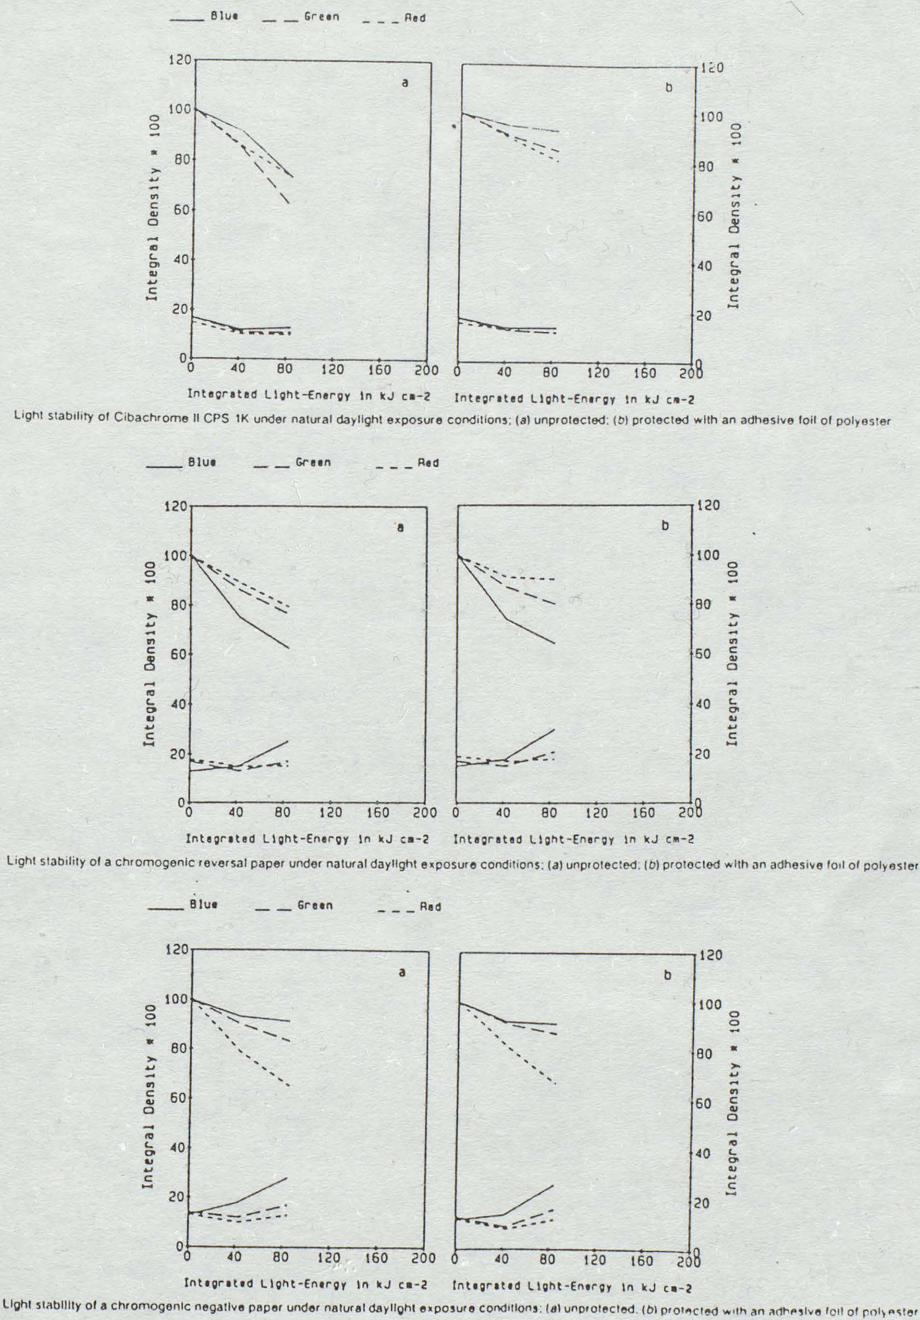 Blue Green Red
120 a
100
80
60
40
20
0
0 40 80 120 160 200
Integral Density * 100
Integrated Light-Energy in kJ cm-2
b 120
100
80
60
40
20
0
0 40 80 120 160 200
Integral Density * 100
Integrated Light-Energy in kJ cm-2
Light stability of Cibachrome II CPS 1K under natural daylight exposure conditions; (a) unprotected; (b) protected with an adhesive foil of polyester
Blue Green Red
120 a
100
80
60
40
20
0
0 40 80 120 160 200
Integral Density * 100
Integrated Light-Energy in kJ cm-2
b 120
100
80
60
40
20
0
0 40 80 120 160 200
Integral Density * 100
Integrated Light-Energy in kJ cm-2
Light stability of a chromogenic reversal paper under natural daylight exposure conditions; (a) unprotected; (b) protected with an adhesive foil of polyester
Blue Green Red
120 a
100
80
60
40
20
0
0 40 80 120 160 200
Integral Density * 100
Integrated Light-Energy in kJ cm-2
b 120
100
80
60
40
20
0
0 40 80 120 160 200
Integral Density * 100
Integrated Light-Energy in kJ cm-2
Light stability of a chromogenic negative paper under natural daylight exposure conditions; (a) unprotected. (b) protected with an adhesive foil of polyester